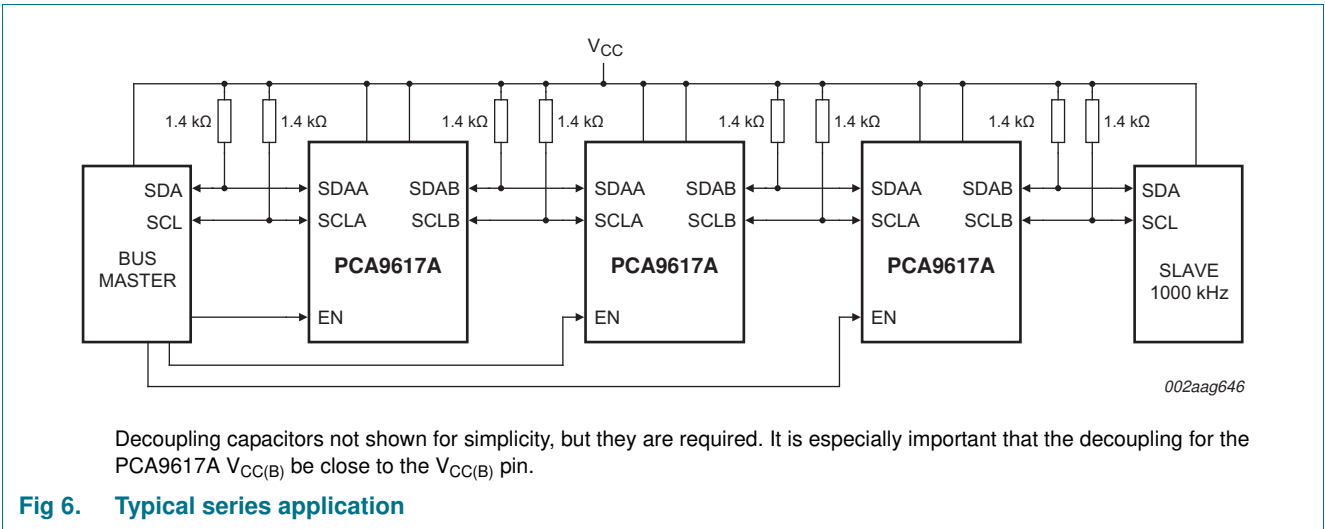 VCC
1.4 kΩ 1.4 kΩ 1.4 kΩ 1.4 kΩ 1.4 kΩ 1.4 kΩ 1.4 kΩ 1.4 kΩ
SDA SDAA SDAB SDAA SDAB SDAA SDAB SDA
SCL SCLA SCLB SCLA SCLB SCLA SCLB SCL
BUS
MASTER
PCA9617A PCA9617A PCA9617A
SLAVE
1000 kHz
EN EN EN
002aag646
Decoupling capacitors not shown for simplicity, but they are required. It is especially important that the decoupling for the
PCA9617A VCC(B) be close to the VCC(B) pin.
Fig 6. Typical series application